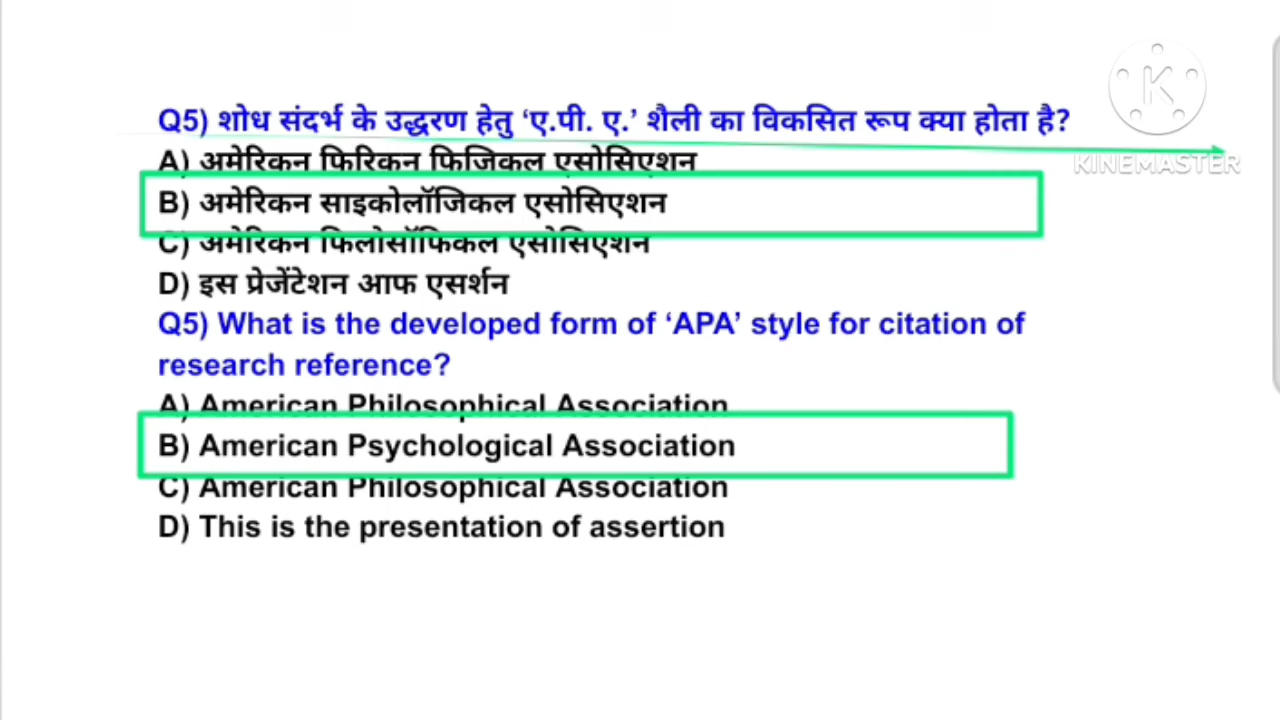 Q5) शोध संदर्भ के उद्धरण हेतु ‘ए.पी. ए.’ शैली का विकसित रूप क्या होता है?
A) अमेरिकन फिरिकन फिजिकल एसोसिएशन
B) अमेरिकन साइकोलॉजिकल एसोसिएशन
C) अमेरिकन फिलोसॉफिकल एसोसिएशन
D) इस प्रेजेंटेशन आफ एसर्शन
Q5) What is the developed form of ‘APA’ style for citation of
research reference?
A) American Philosophical Association
B) American Psychological Association
C) American Philosophical Association
D) This is the presentation of assertion
K
KINEMASTER